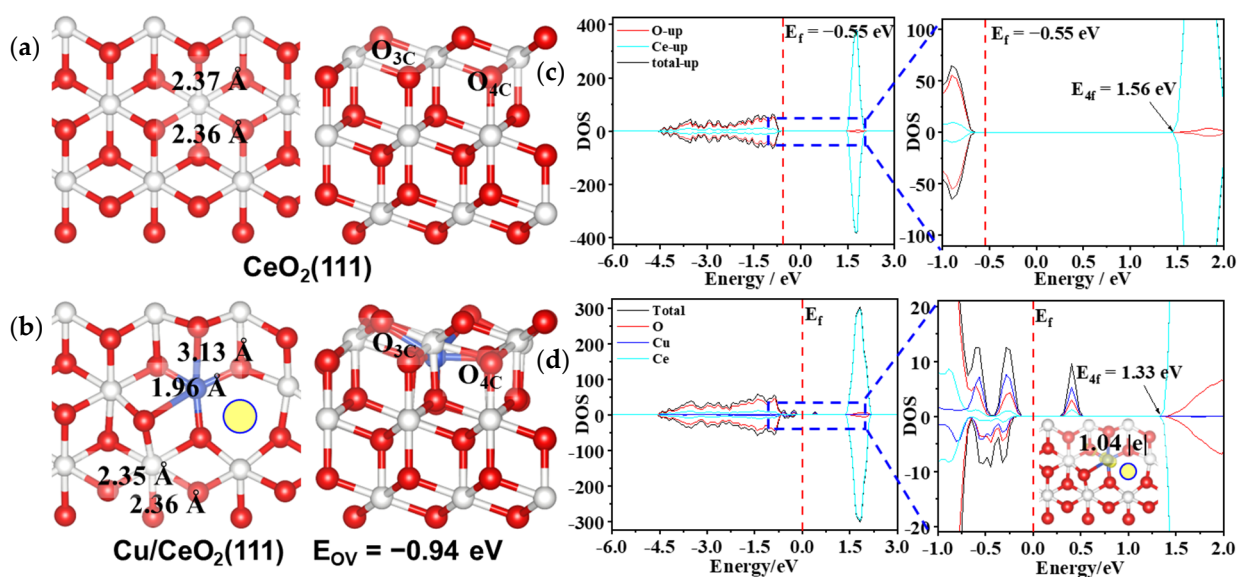 (a)
2.37 Å
2.36 Å
O3C
O4C
CeO2(111)
(b)
3.13 Å
1.96 Å
2.35 Å
2.36 Å
Cu/CeO2(111)
O3C
O4C
EOV = −0.94 eV
(c)
O-up
Ce-up
total-up
Ef = −0.55 eV
DOS
400
200
0
-200
-400
-6.0 -4.5 -3.0 -1.5 0.0 1.5 3.0
Energy / eV
Ef = −0.55 eV
E4f = 1.56 eV
DOS
100
50
0
-50
-100
-1.0 -0.5 0.0 0.5 1.0 1.5 2.0
Energy / eV
(d)
Total
O
Cu
Ce
Ef
DOS
300
200
100
0
-100
-200
-300
-6.0 -4.5 -3.0 -1.5 0.0 1.5 3.0
Energy/eV
Ef
E4f = 1.33 eV
1.04 |e|
DOS
20
10
0
-10
-20
-1.0 -0.5 0.0 0.5 1.0 1.5 2.0
Energy/eV